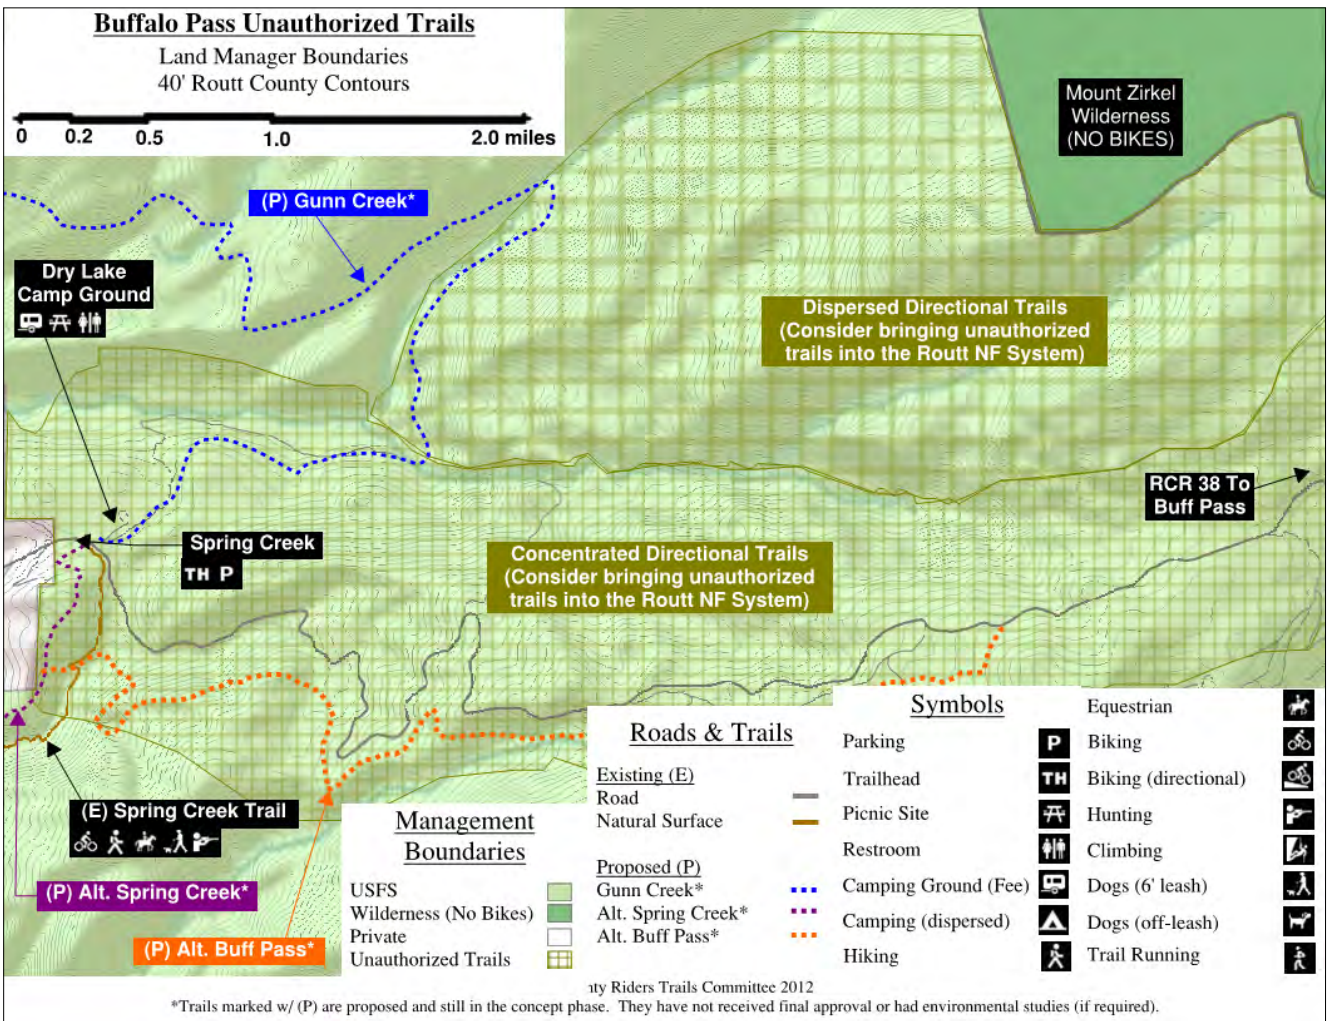 Buffalo Pass Unauthorized Trails
Land Manager Boundaries
40' Routt County Contours
0 0.2 0.5 1.0 2.0 miles
Mount Zirkel
Wilderness
(NO BIKES)
(P) Gunn Creek*
Dry Lake
Camp Ground
Dispersed Directional Trails
(Consider bringing unauthorized
trails into the Routt NF System)
RCR 38 To
Buff Pass
Spring Creek
TH P
Concentrated Directional Trails
(Consider bringing unauthorized
trails into the Routt NF System)
(E) Spring Creek Trail
(P) Alt. Spring Creek*
(P) Alt. Buff Pass*
Management
Boundaries
USFS
Wilderness (No Bikes)
Private
Unauthorized Trails
Roads & Trails
Existing (E)
Road
Natural Surface
Proposed (P)
Gunn Creek*
Alt. Spring Creek*
Alt. Buff Pass*
Symbols
Parking P
Trailhead TH
Picnic Site
Restroom
Camping Ground (Fee)
Camping (dispersed)
Hiking
Equestrian
Biking
Biking (directional)
Hunting
Climbing
Dogs (6' leash)
Dogs (off-leash)
Trail Running
Riders Trails Committee 2012
*Trails marked w/ (P) are proposed and still in the concept phase. They have not received final approval or had environmental studies (if required).